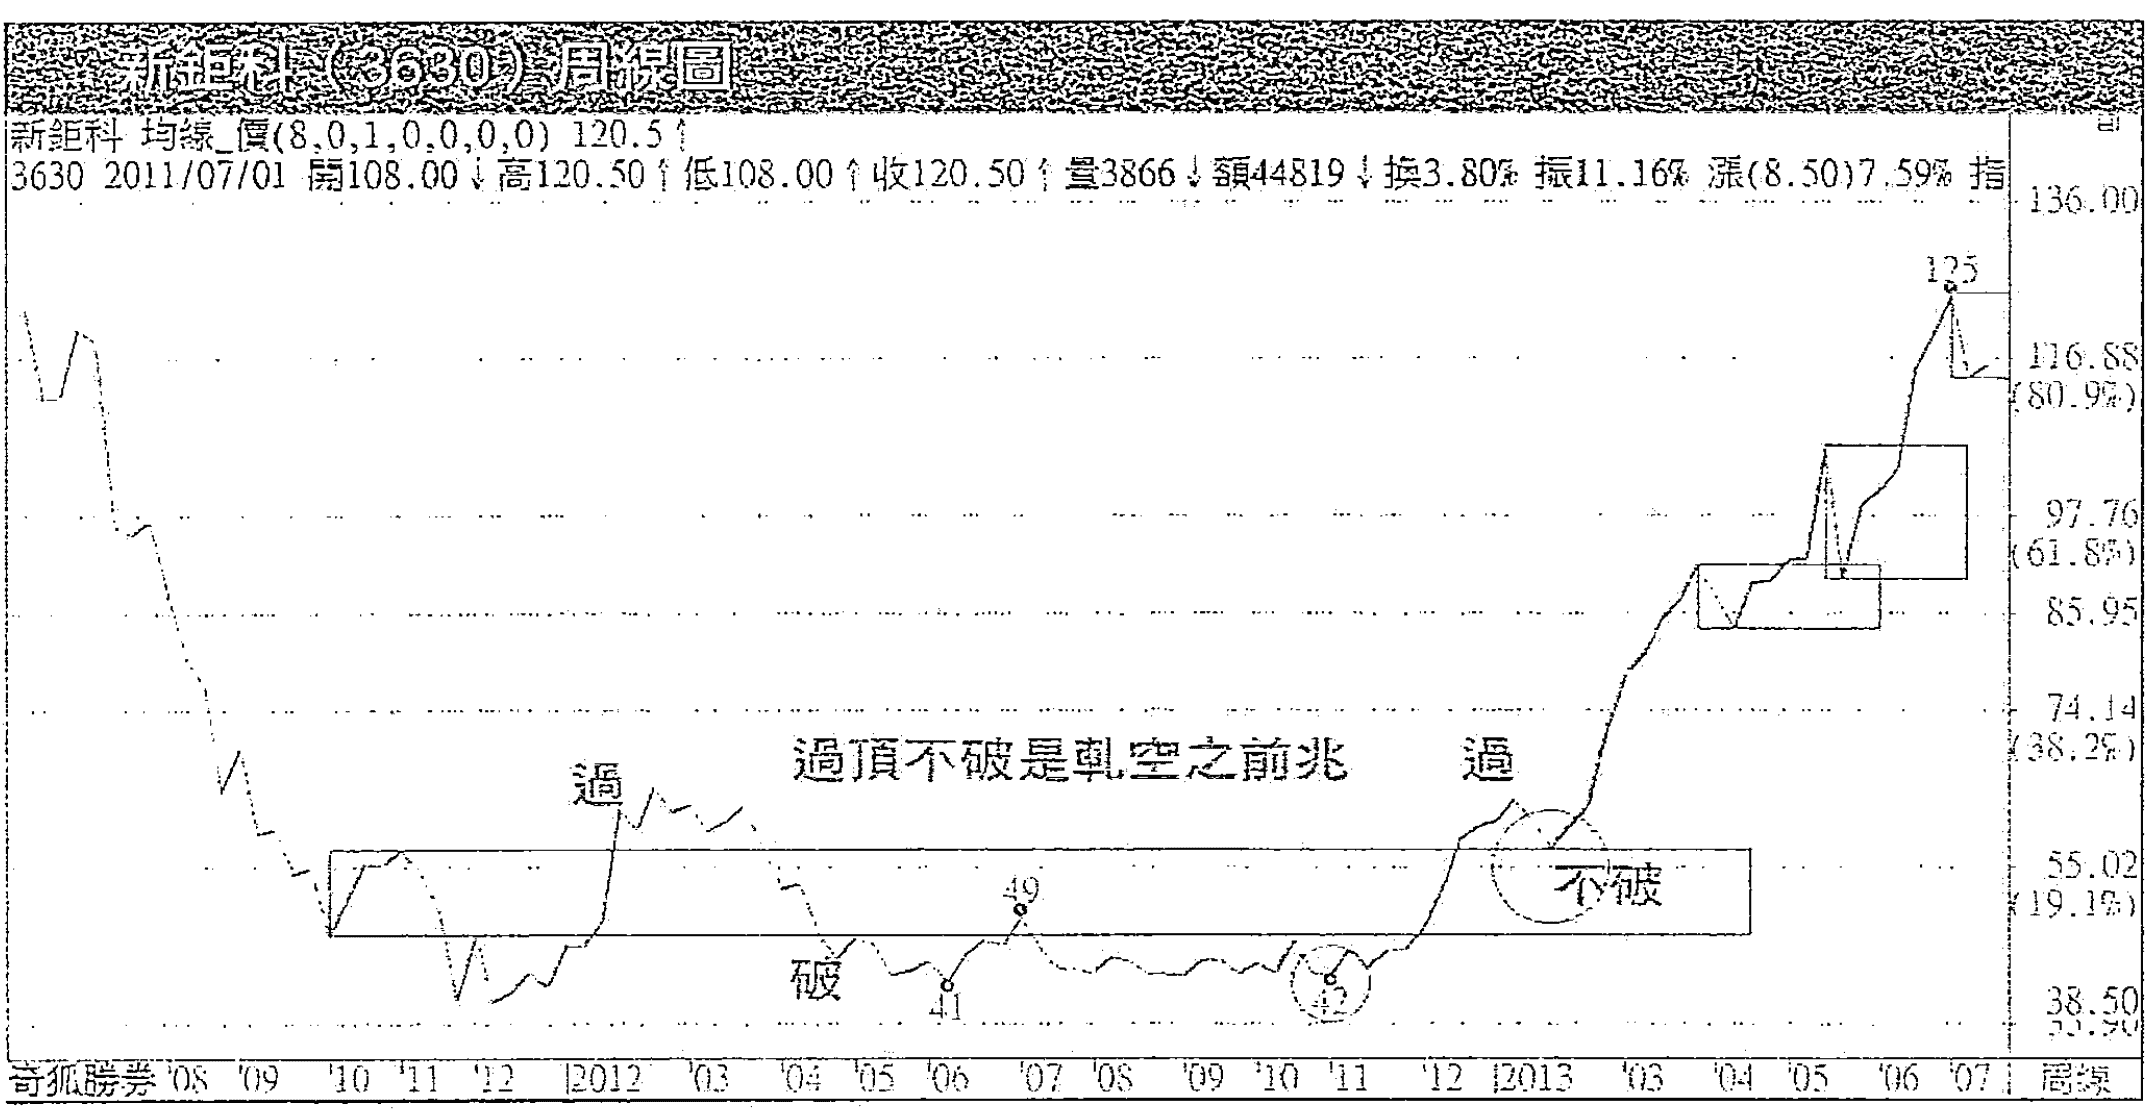 新鉅科(3630)周線圖
新鉅科 均線_價(8,0,1,0,0,0,0) 120.5↑
3630 2011/07/01 開108.00↓高120.50↑低108.00↑收120.50↑量3866↓額44819↓換3.80% 振11.16% 漲(8.50)7.59% 指
136.00
125
116.88
(80.9%)
97.76
(61.8%)
85.95
74.14
(38.2%)
過頂不破是軋空之前兆
過
過
55.02
不破
49
(19.1%)
破
41
42
38.50
奇狐勝券 '08 '09 '10 '11 '12 |2012 '03 '04 '05 '06 '07 '08 '09 '10 '11 '12 |2013 '03 '04 '05 '06 '07 周線